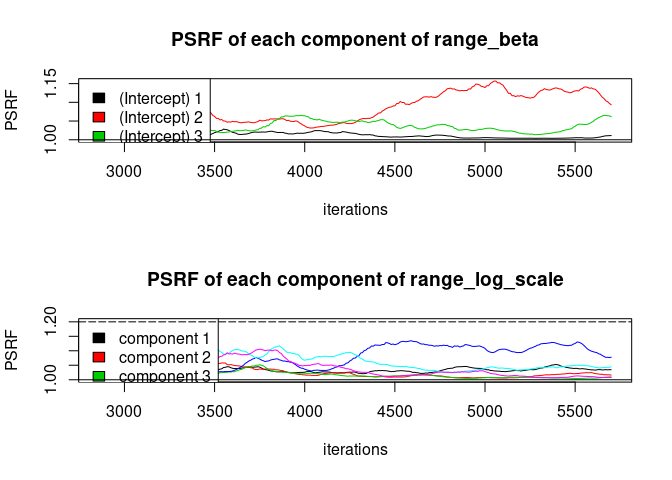 PSRF of each component of range_beta
PSRF
1.15
1.00
(Intercept) 1
(Intercept) 2
(Intercept) 3
3000 3500 4000 4500 5000 5500
iterations
PSRF of each component of range_log_scale
PSRF
1.20
1.00
component 1
component 2
component 3
3000 3500 4000 4500 5000 5500
iterations